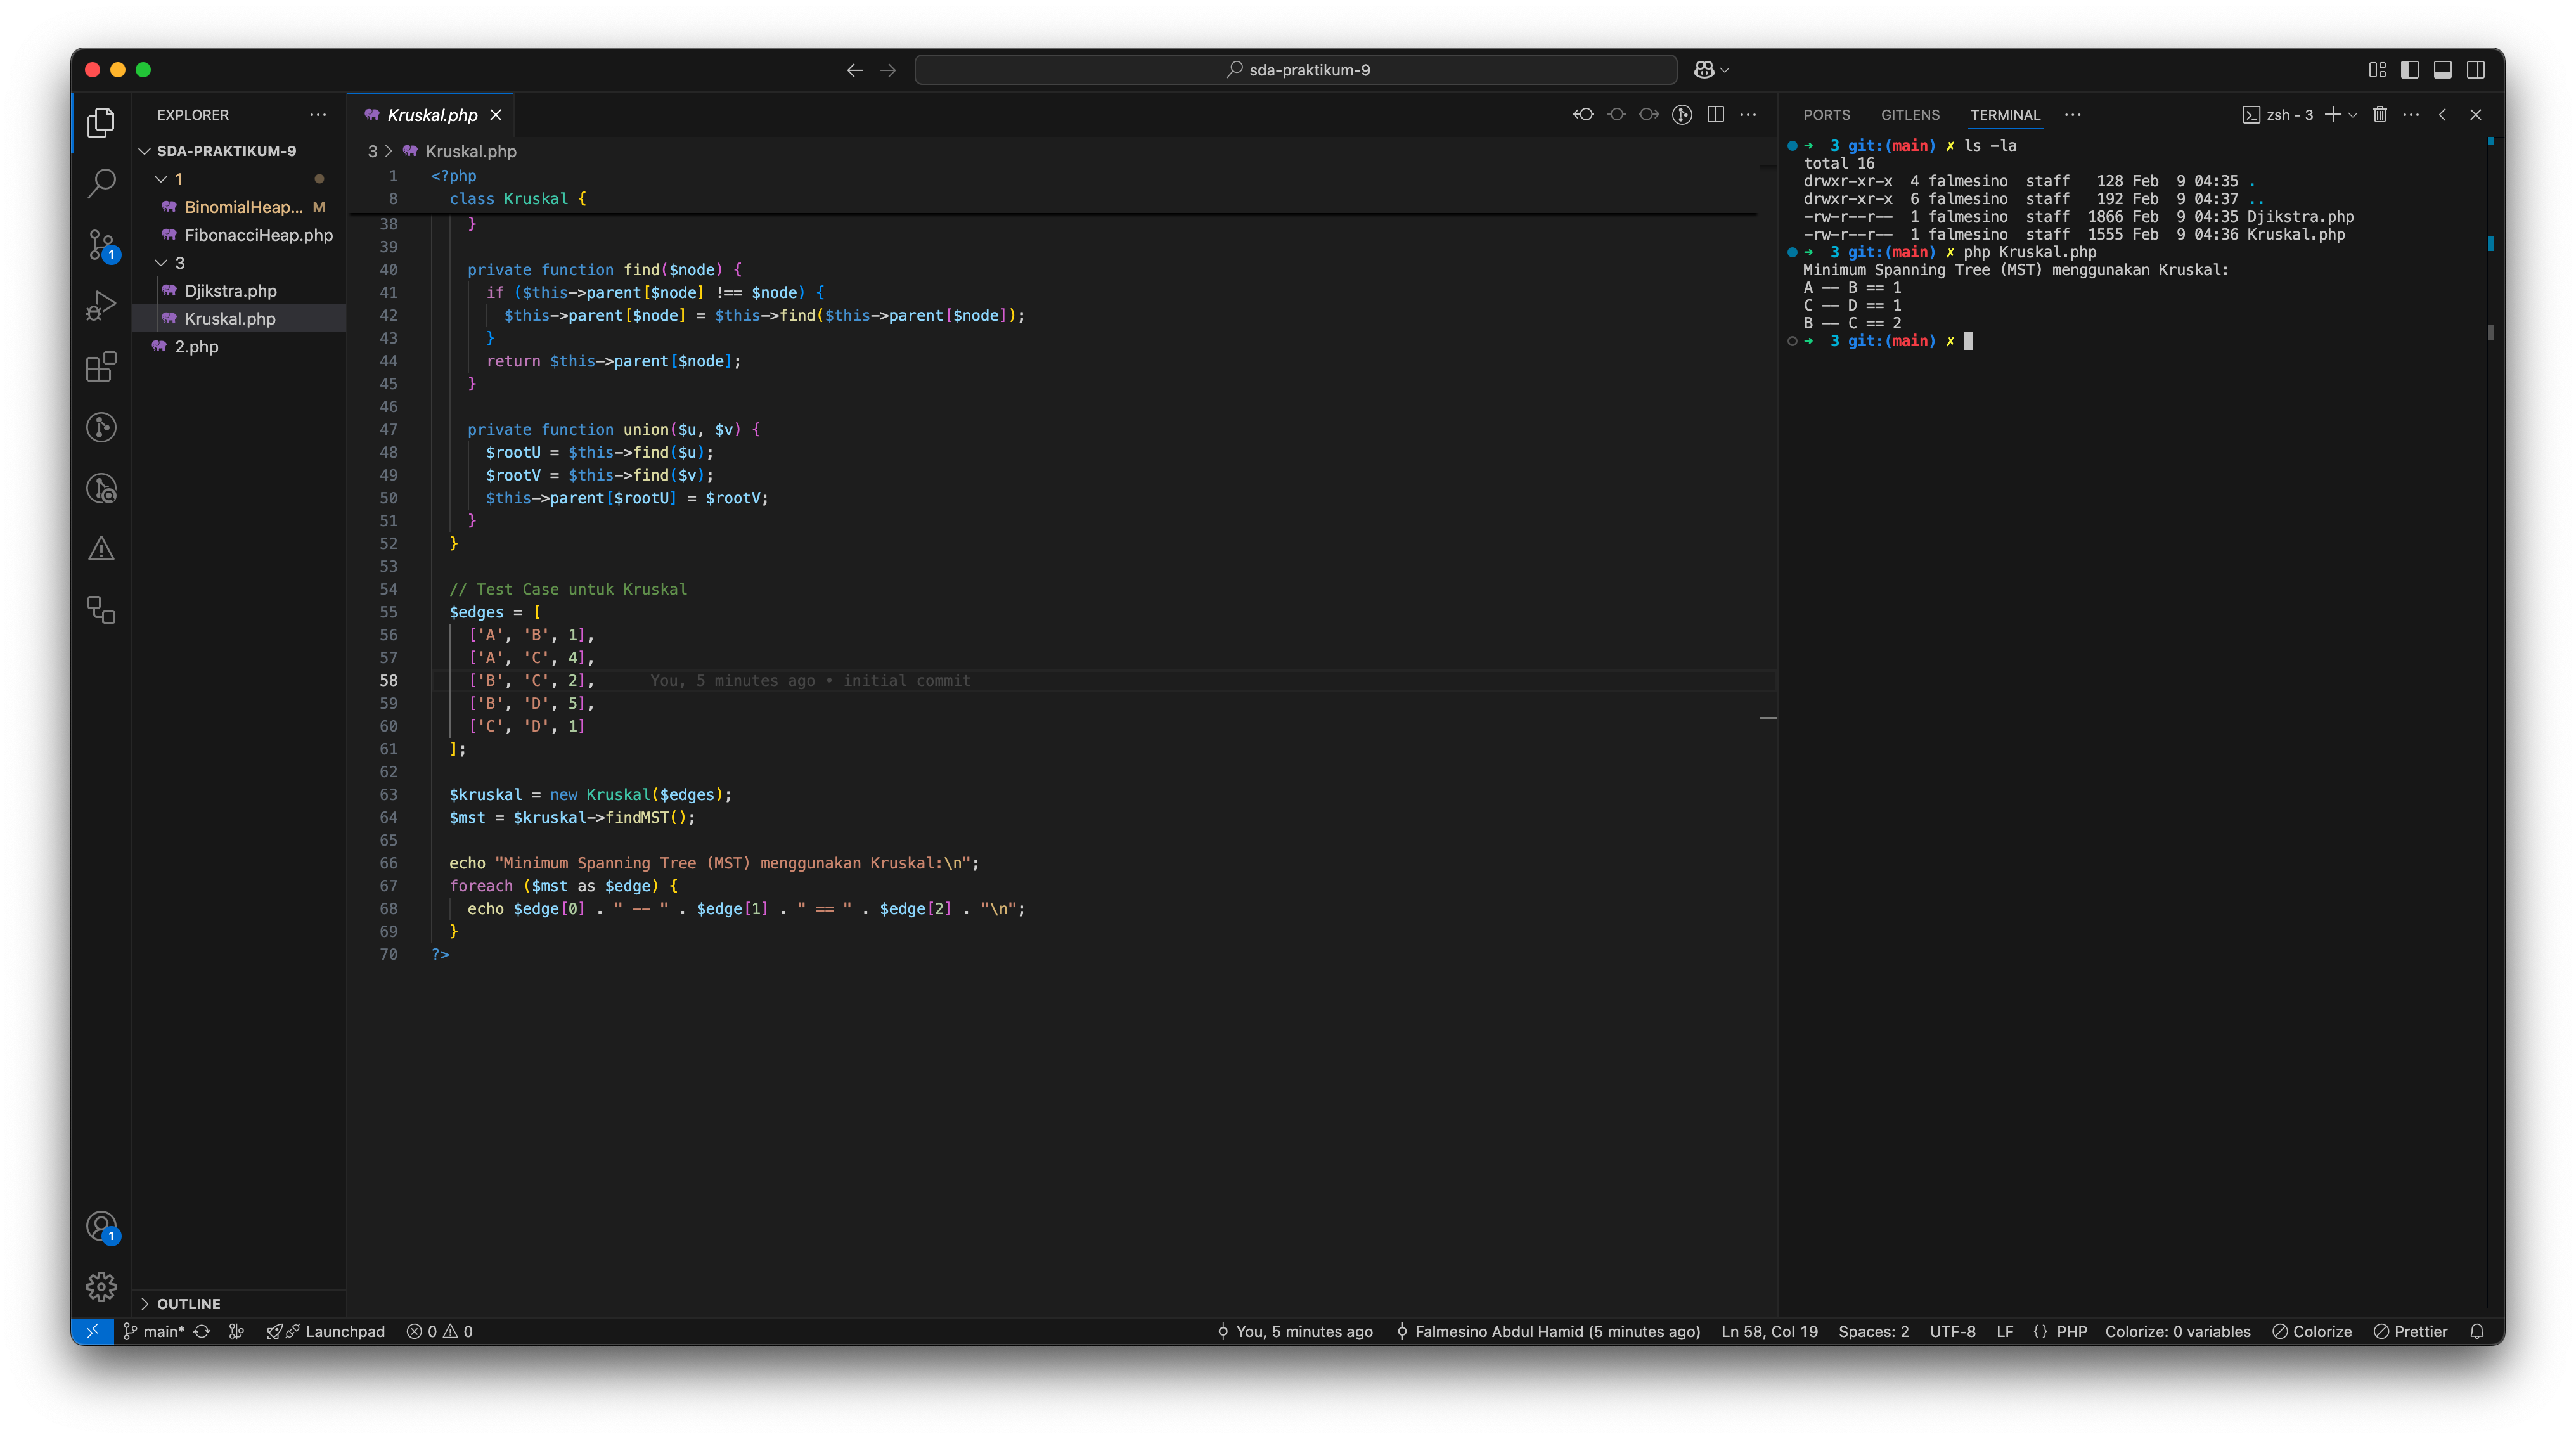 sda-praktikum-9
EXPLORER
SDA-PRAKTIKUM-9
1
BinomialHeap... M
FibonacciHeap.php
3
Djikstra.php
Kruskal.php
2.php
1
1
OUTLINE
Kruskal.php
3 > Kruskal.php
1 <?php
8 class Kruskal {
38 }
39
40 private function find($node) {
41 if ($this->parent[$node] !== $node) {
42 $this->parent[$node] = $this->find($this->parent[$node]);
43 }
44 return $this->parent[$node];
45 }
46
47 private function union($u, $v) {
48 $rootU = $this->find($u);
49 $rootV = $this->find($v);
50 $this->parent[$rootU] = $rootV;
51 }
52 }
53
54 // Test Case untuk Kruskal
55 $edges = [
56 ['A', 'B', 1],
57 ['A', 'C', 4],
58 ['B', 'C', 2], You, 5 minutes ago • initial commit
59 ['B', 'D', 5],
60 ['C', 'D', 1]
61 ];
62
63 $kruskal = new Kruskal($edges);
64 $mst = $kruskal->findMST();
65
66 echo "Minimum Spanning Tree (MST) menggunakan Kruskal:\n";
67 foreach ($mst as $edge) {
68 echo $edge[0] . " -- " . $edge[1] . " == " . $edge[2] . "\n";
69 }
70 ?>
PORTS GITLENS TERMINAL zsh - 3
➜ 3 git:(main) ✗ ls -la
total 16
drwxr-xr-x 4 falmesino staff 128 Feb 9 04:35 .
drwxr-xr-x 6 falmesino staff 192 Feb 9 04:37 ..
-rw-r--r-- 1 falmesino staff 1866 Feb 9 04:35 Djikstra.php
-rw-r--r-- 1 falmesino staff 1555 Feb 9 04:36 Kruskal.php
➜ 3 git:(main) ✗ php Kruskal.php
Minimum Spanning Tree (MST) menggunakan Kruskal:
A -- B == 1
C -- D == 1
B -- C == 2
➜ 3 git:(main) ✗
main* Launchpad 0 0 You, 5 minutes ago Falmesino Abdul Hamid (5 minutes ago) Ln 58, Col 19 Spaces: 2 UTF-8 LF {} PHP Colorize: 0 variables Colorize Prettier